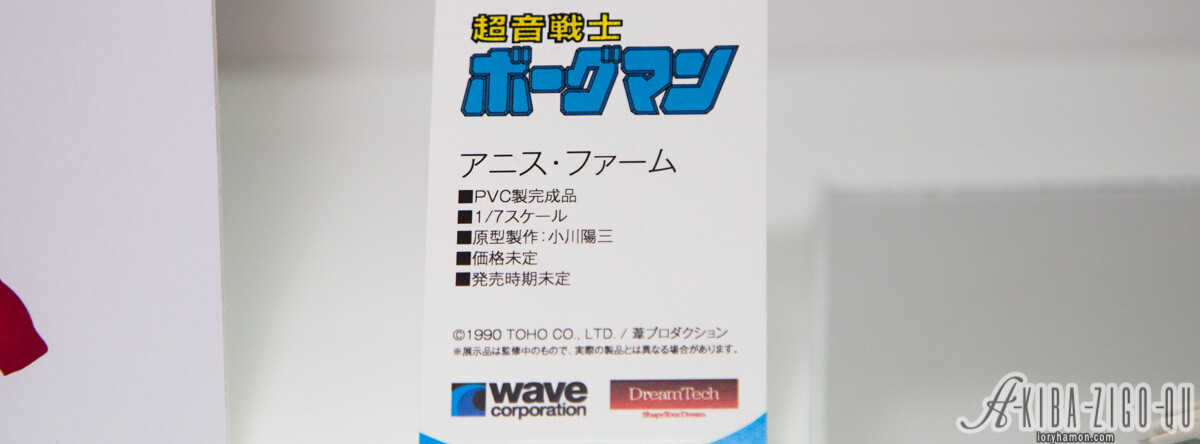 超音戦士
ボーグマン
アニス・ファーム
■PVC製完成品
■1/7スケール
■原型製作：小川陽三
■価格未定
■発売時期未定
©1990 TOHO CO., LTD. / 葦プロダクション
※展示品は監修中のもので、実際の製品とは異なる場合があります。
wave
corporation
DreamTech
ShapeYourDream
A-KIBA-ZIGO-QU
loryhamon.com